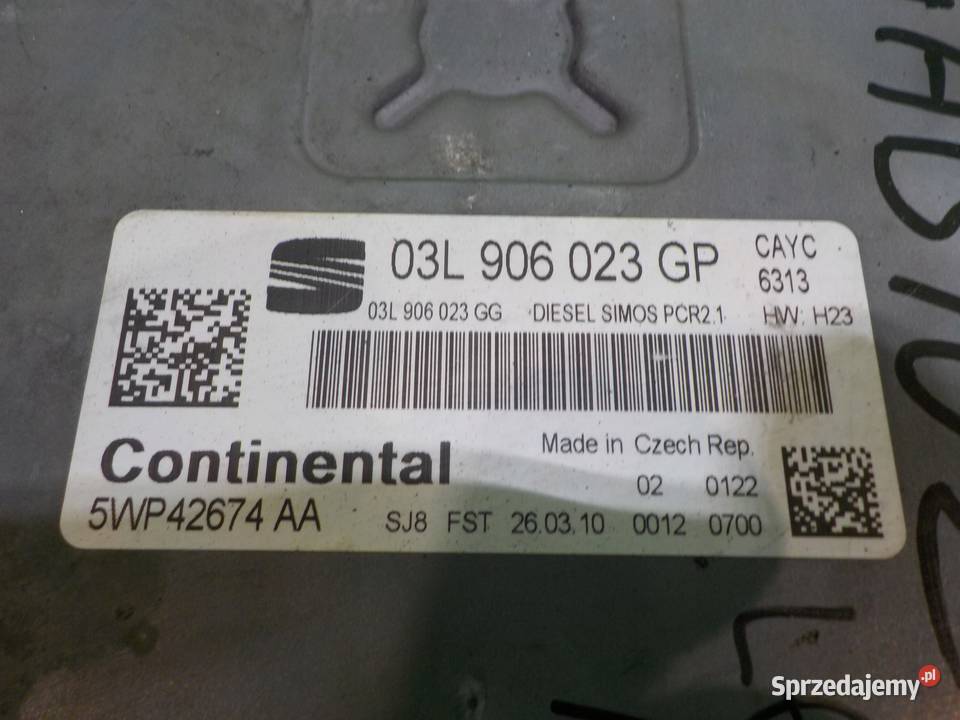 03L 906 023 GP
CAYC
6313
03L 906 023 GG DIESEL SIMOS PCR2.1 HW: H23
Continental
Made in Czech Rep.
02 0122
5WP42674 AA
SJ8 FST 26.03.10 0012 0700
Sprzedajemy.pl